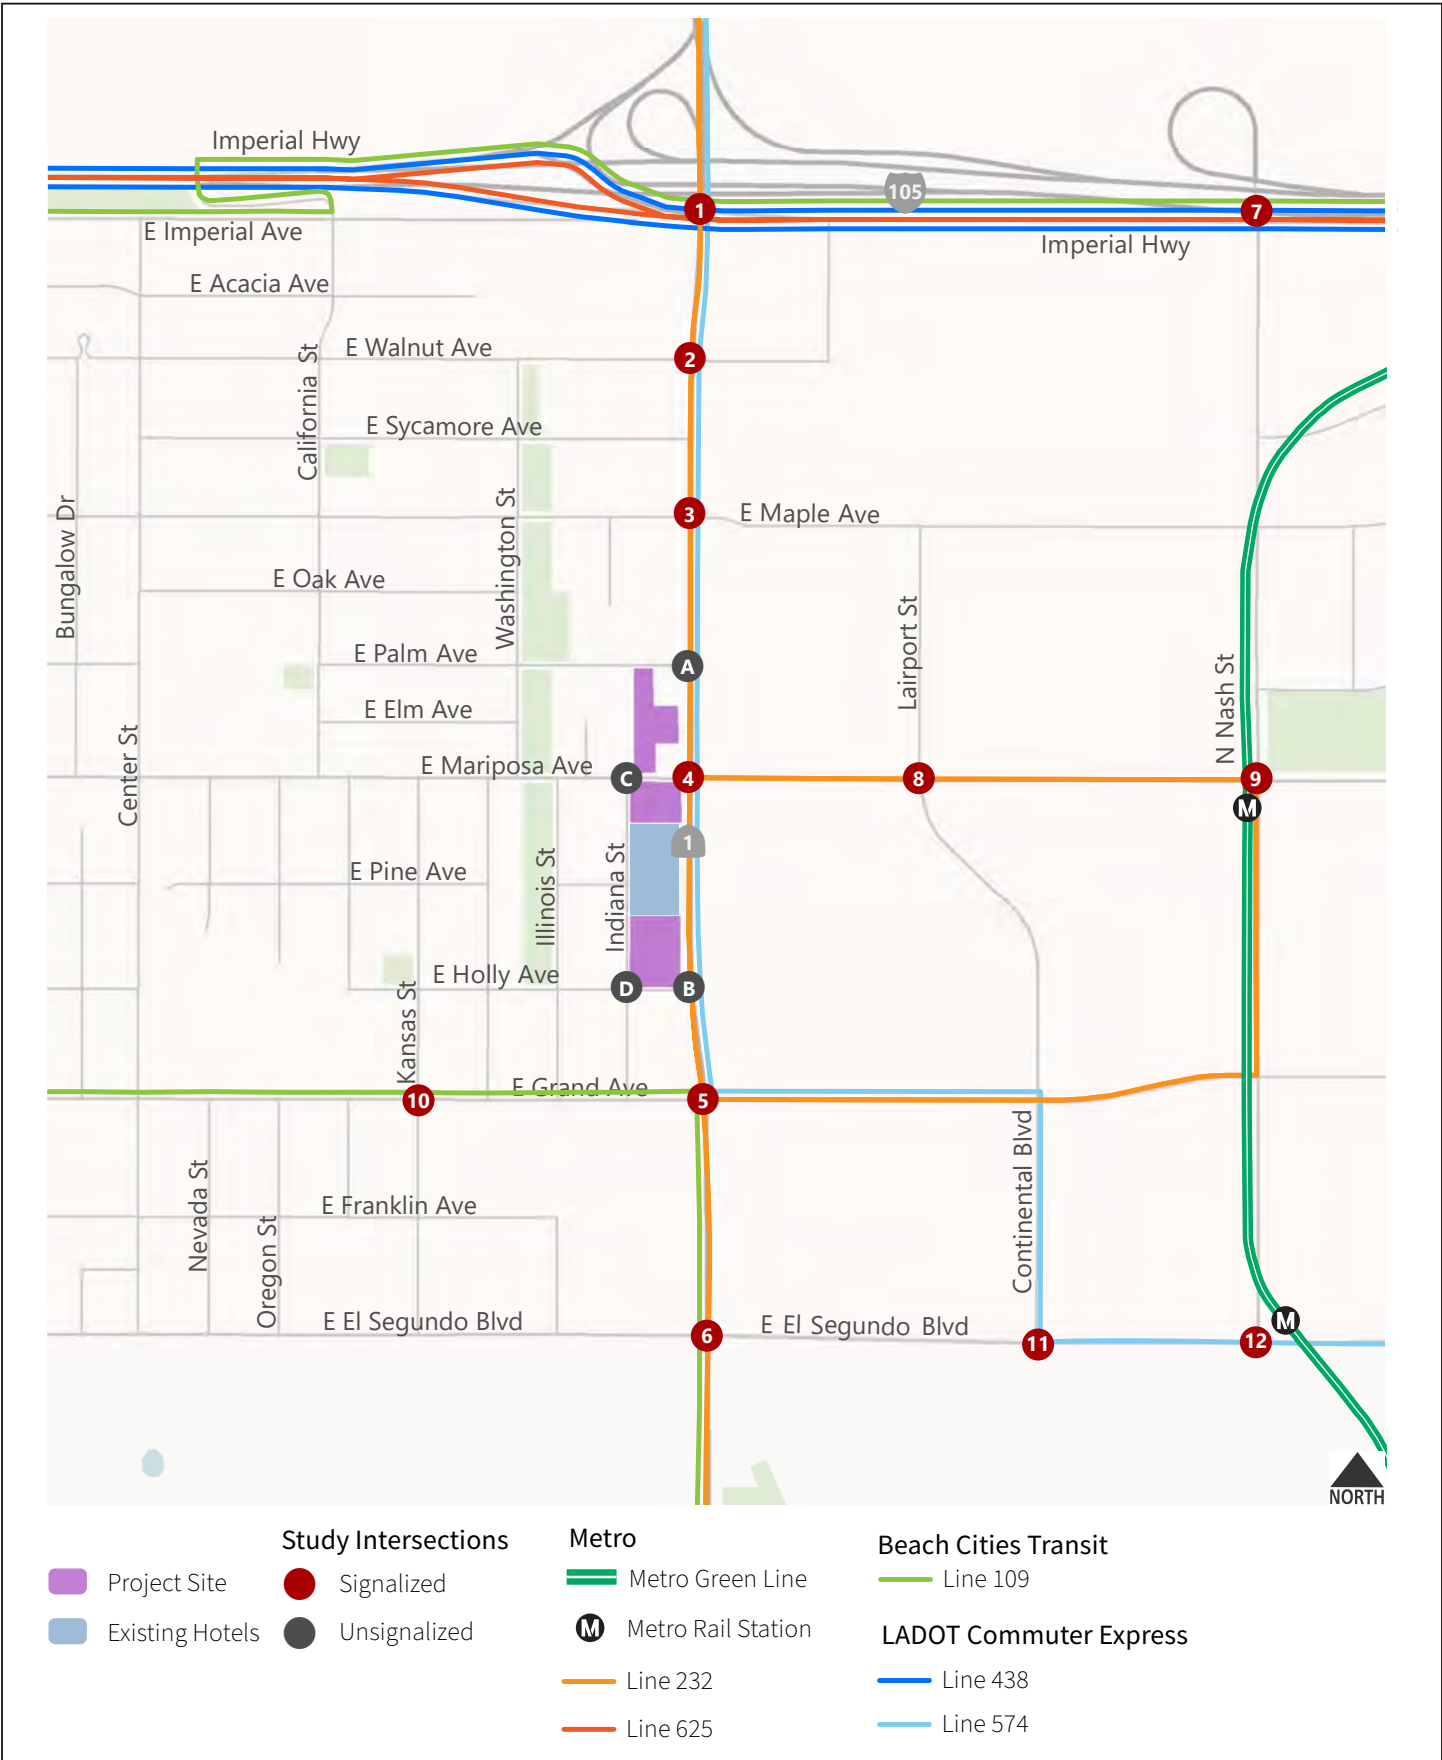 Imperial Hwy
105
1
7
E Imperial Ave
Imperial Hwy
E Acacia Ave
E Walnut Ave
2
California St
E Sycamore Ave
Bungalow Dr
Washington St
3
E Maple Ave
E Oak Ave
Lairport St
E Palm Ave
A
N Nash St
E Elm Ave
Center St
E Mariposa Ave
C
4
8
9
M
1
E Pine Ave
Illinois St
Indiana St
E Holly Ave
D
B
Kansas St
E Grand Ave
10
5
Continental Blvd
Nevada St
Oregon St
E Franklin Ave
E El Segundo Blvd
6
E El Segundo Blvd
11
12
M
NORTH
Project Site
Existing Hotels
Study Intersections
Signalized
Unsignalized
Metro
Metro Green Line
M Metro Rail Station
Line 232
Line 625
Beach Cities Transit
Line 109
LADOT Commuter Express
Line 438
Line 574